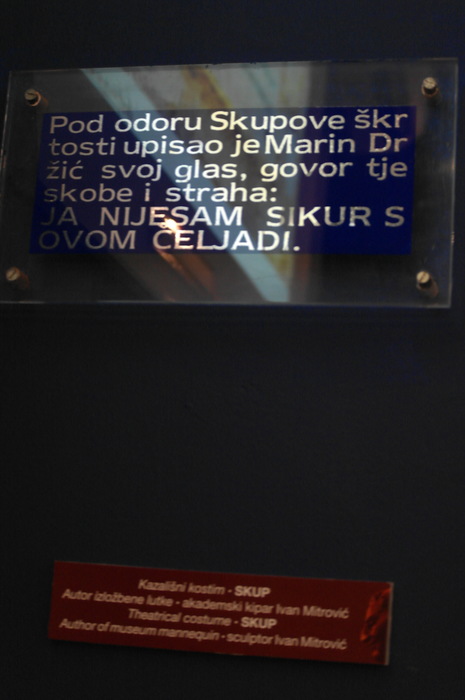 Pod odoru Skupove škr
tosti upisao je Marin Dr
žić svoj glas, govor tje
skobe i straha:
JA NIJESAM SIKUR S
OVOM ČELJADI.
Kazališni kostim - SKUP
Autor izložbene lutke - akademski kipar Ivan Mitrović
Theatrical costume - SKUP
Author of museum mannequin - sculptor Ivan Mitrović